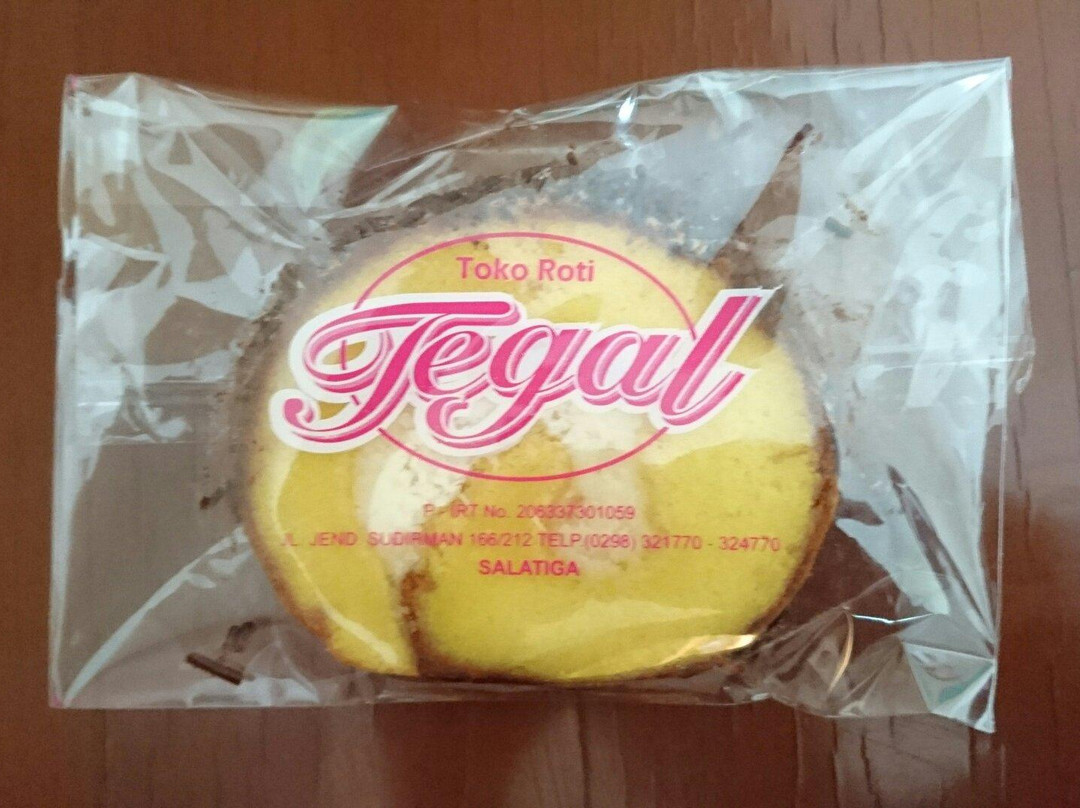 Toko Roti
Tegal
P - IRT No. 206337301059
JL. JEND. SUDIRMAN 166/212 TELP.(0298) 321770 - 324770
SALATIGA